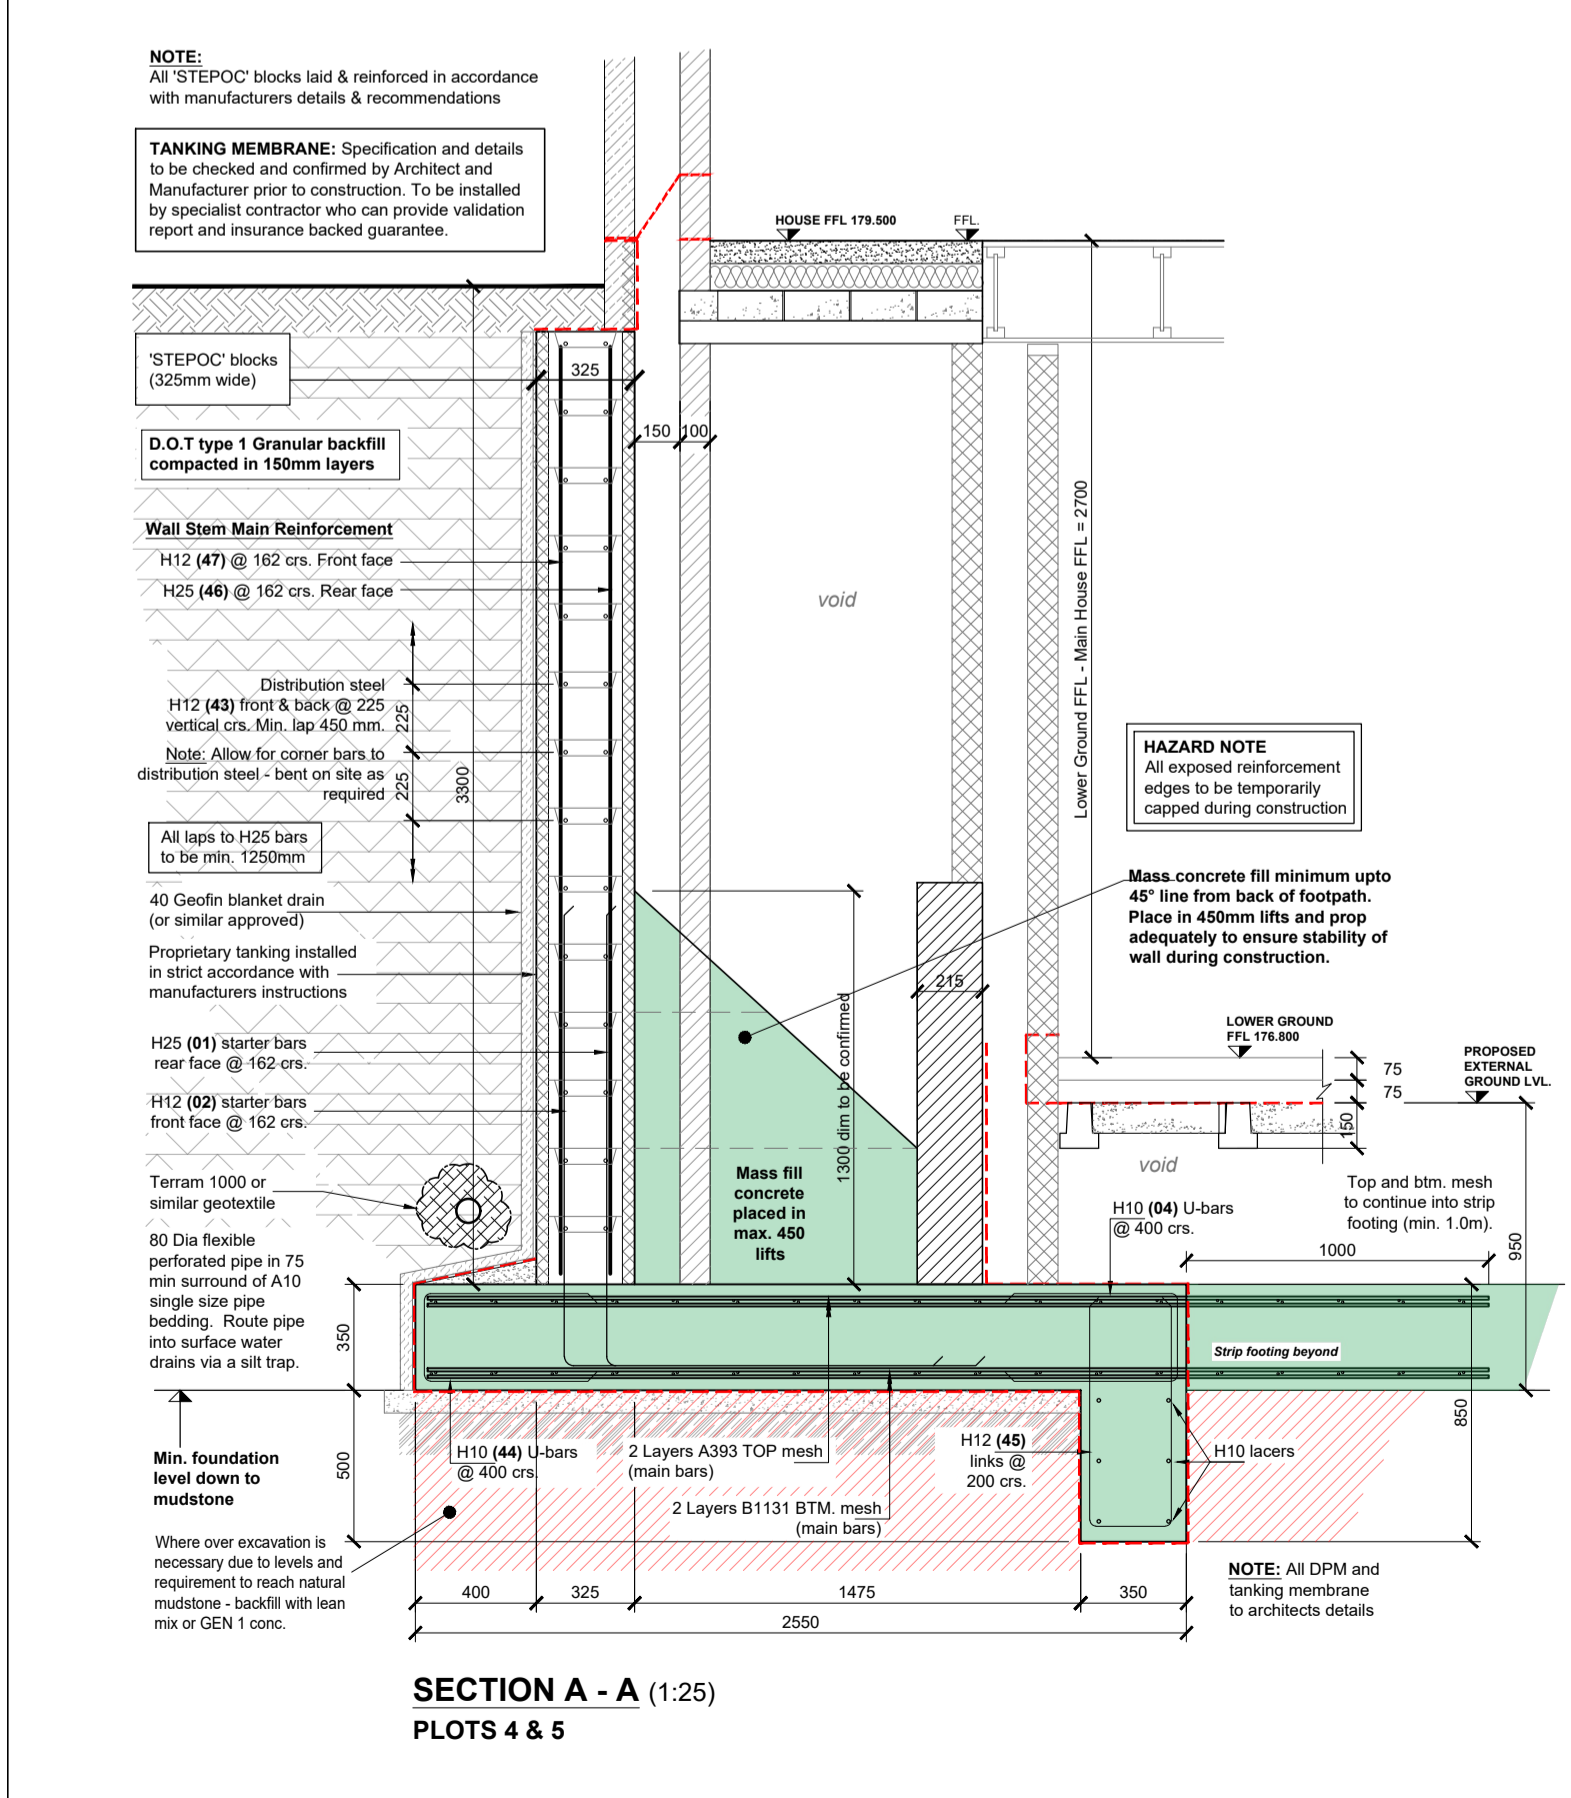 NOTE:
All 'STEPOC' blocks laid & reinforced in accordance
with manufacturers details & recommendations
TANKING MEMBRANE: Specification and details
to be checked and confirmed by Architect and
Manufacturer prior to construction. To be installed
by specialist contractor who can provide validation
report and insurance backed guarantee.
HOUSE FFL 179.500
FFL.
'STEPOC' blocks
(325mm wide)
325
150
100
D.O.T type 1 Granular backfill
compacted in 150mm layers
Wall Stem Main Reinforcement
H12 (47) @ 162 crs. Front face
H25 (46) @ 162 crs. Rear face
void
Lower Ground FFL - Main House FFL = 2700
Distribution steel
H12 (43) front & back @ 225
vertical crs. Min. lap 450 mm.
Note: Allow for corner bars to
distribution steel - bent on site as
required
225
225
3300
HAZARD NOTE
All exposed reinforcement
edges to be temporarily
capped during construction
All laps to H25 bars
to be min. 1250mm
Mass concrete fill minimum upto
45° line from back of footpath.
Place in 450mm lifts and prop
adequately to ensure stability of
wall during construction.
40 Geofin blanket drain
(or similar approved)
Proprietary tanking installed
in strict accordance with
manufacturers instructions
215
1300 dim to be confirmed
LOWER GROUND
FFL 176.800
PROPOSED
EXTERNAL
GROUND LVL.
75
75
150
H25 (01) starter bars
rear face @ 162 crs.
H12 (02) starter bars
front face @ 162 crs.
void
Mass fill
concrete
placed in
max. 450
lifts
Terram 1000 or
similar geotextile
H10 (04) U-bars
@ 400 crs.
Top and btm. mesh
to continue into strip
footing (min. 1.0m).
1000
950
80 Dia flexible
perforated pipe in 75
min surround of A10
single size pipe
bedding. Route pipe
into surface water
drains via a silt trap.
350
Strip footing beyond
850
Min. foundation
level down to
mudstone
500
H10 (44) U-bars
@ 400 crs.
2 Layers A393 TOP mesh
(main bars)
H12 (45)
links @
200 crs.
H10 lacers
2 Layers B1131 BTM. mesh
(main bars)
Where over excavation is
necessary due to levels and
requirement to reach natural
mudstone - backfill with lean
mix or GEN 1 conc.
NOTE: All DPM and
tanking membrane
to architects details
400
325
1475
350
2550
SECTION A - A (1:25)
PLOTS 4 & 5